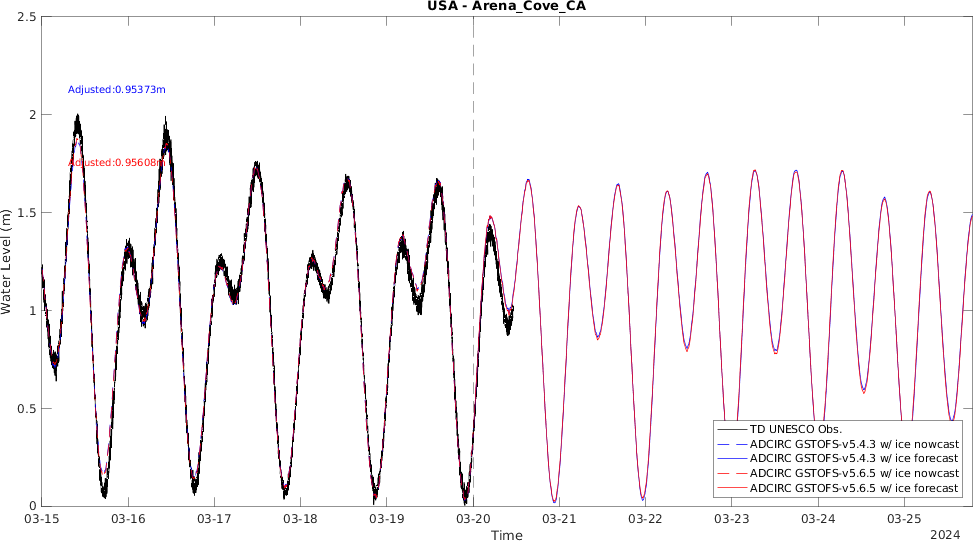 USA - Arena_Cove_CA
2.5
Adjusted:0.95373m
2
Adjusted:0.95608m
1.5
Water Level (m)
1
0.5
TD UNESCO Obs.
ADCIRC GSTOFS-v5.4.3 w/ ice nowcast
ADCIRC GSTOFS-v5.4.3 w/ ice forecast
ADCIRC GSTOFS-v5.6.5 w/ ice nowcast
ADCIRC GSTOFS-v5.6.5 w/ ice forecast
0
03-15 03-16 03-17 03-18 03-19 03-20 03-21 03-22 03-23 03-24 03-25
Time
2024